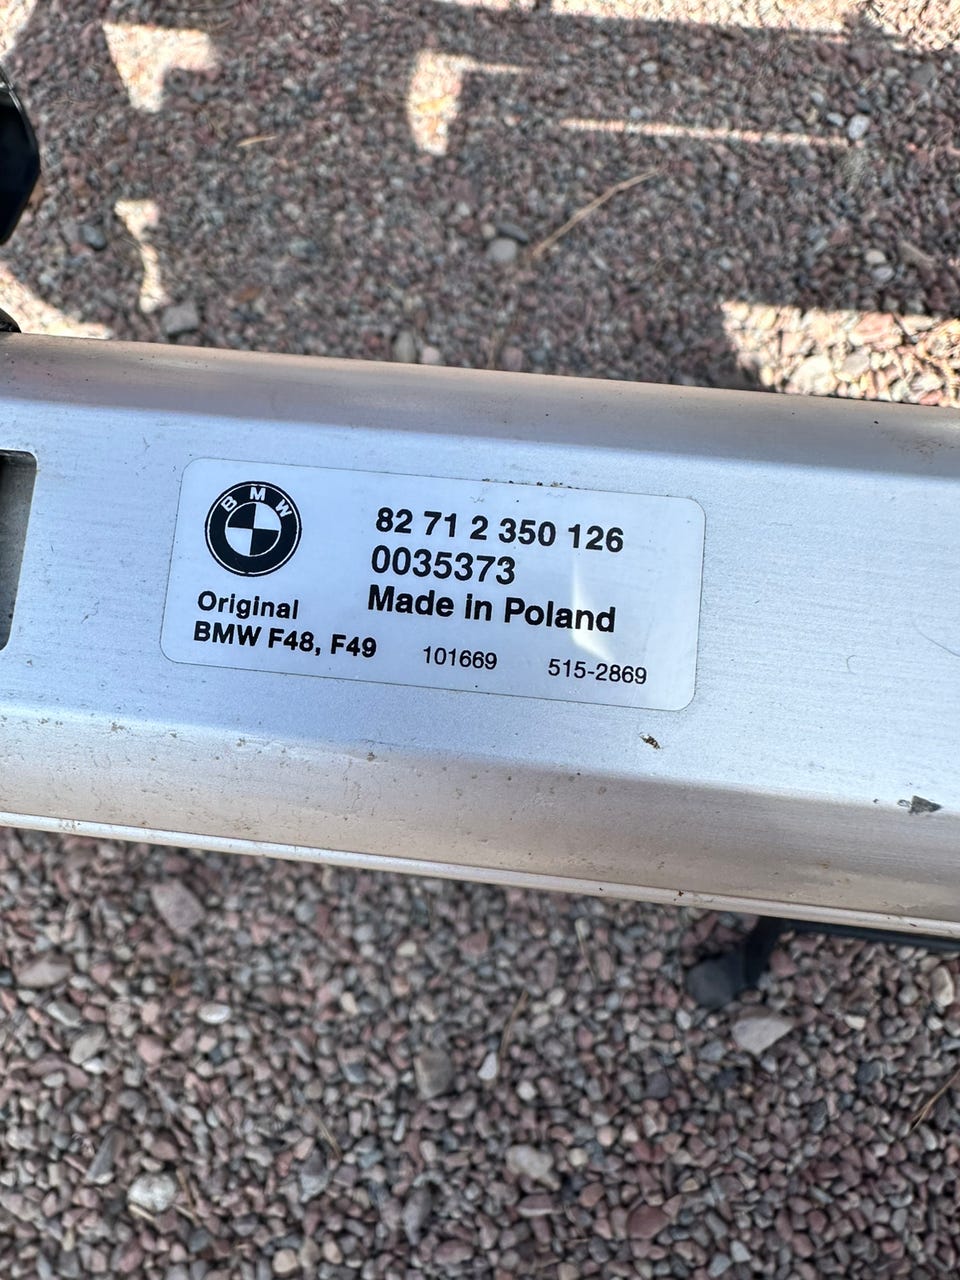 BMW
82 71 2 350 126
0035373
Made in Poland
Original
BMW F48, F49
101669
515-2869